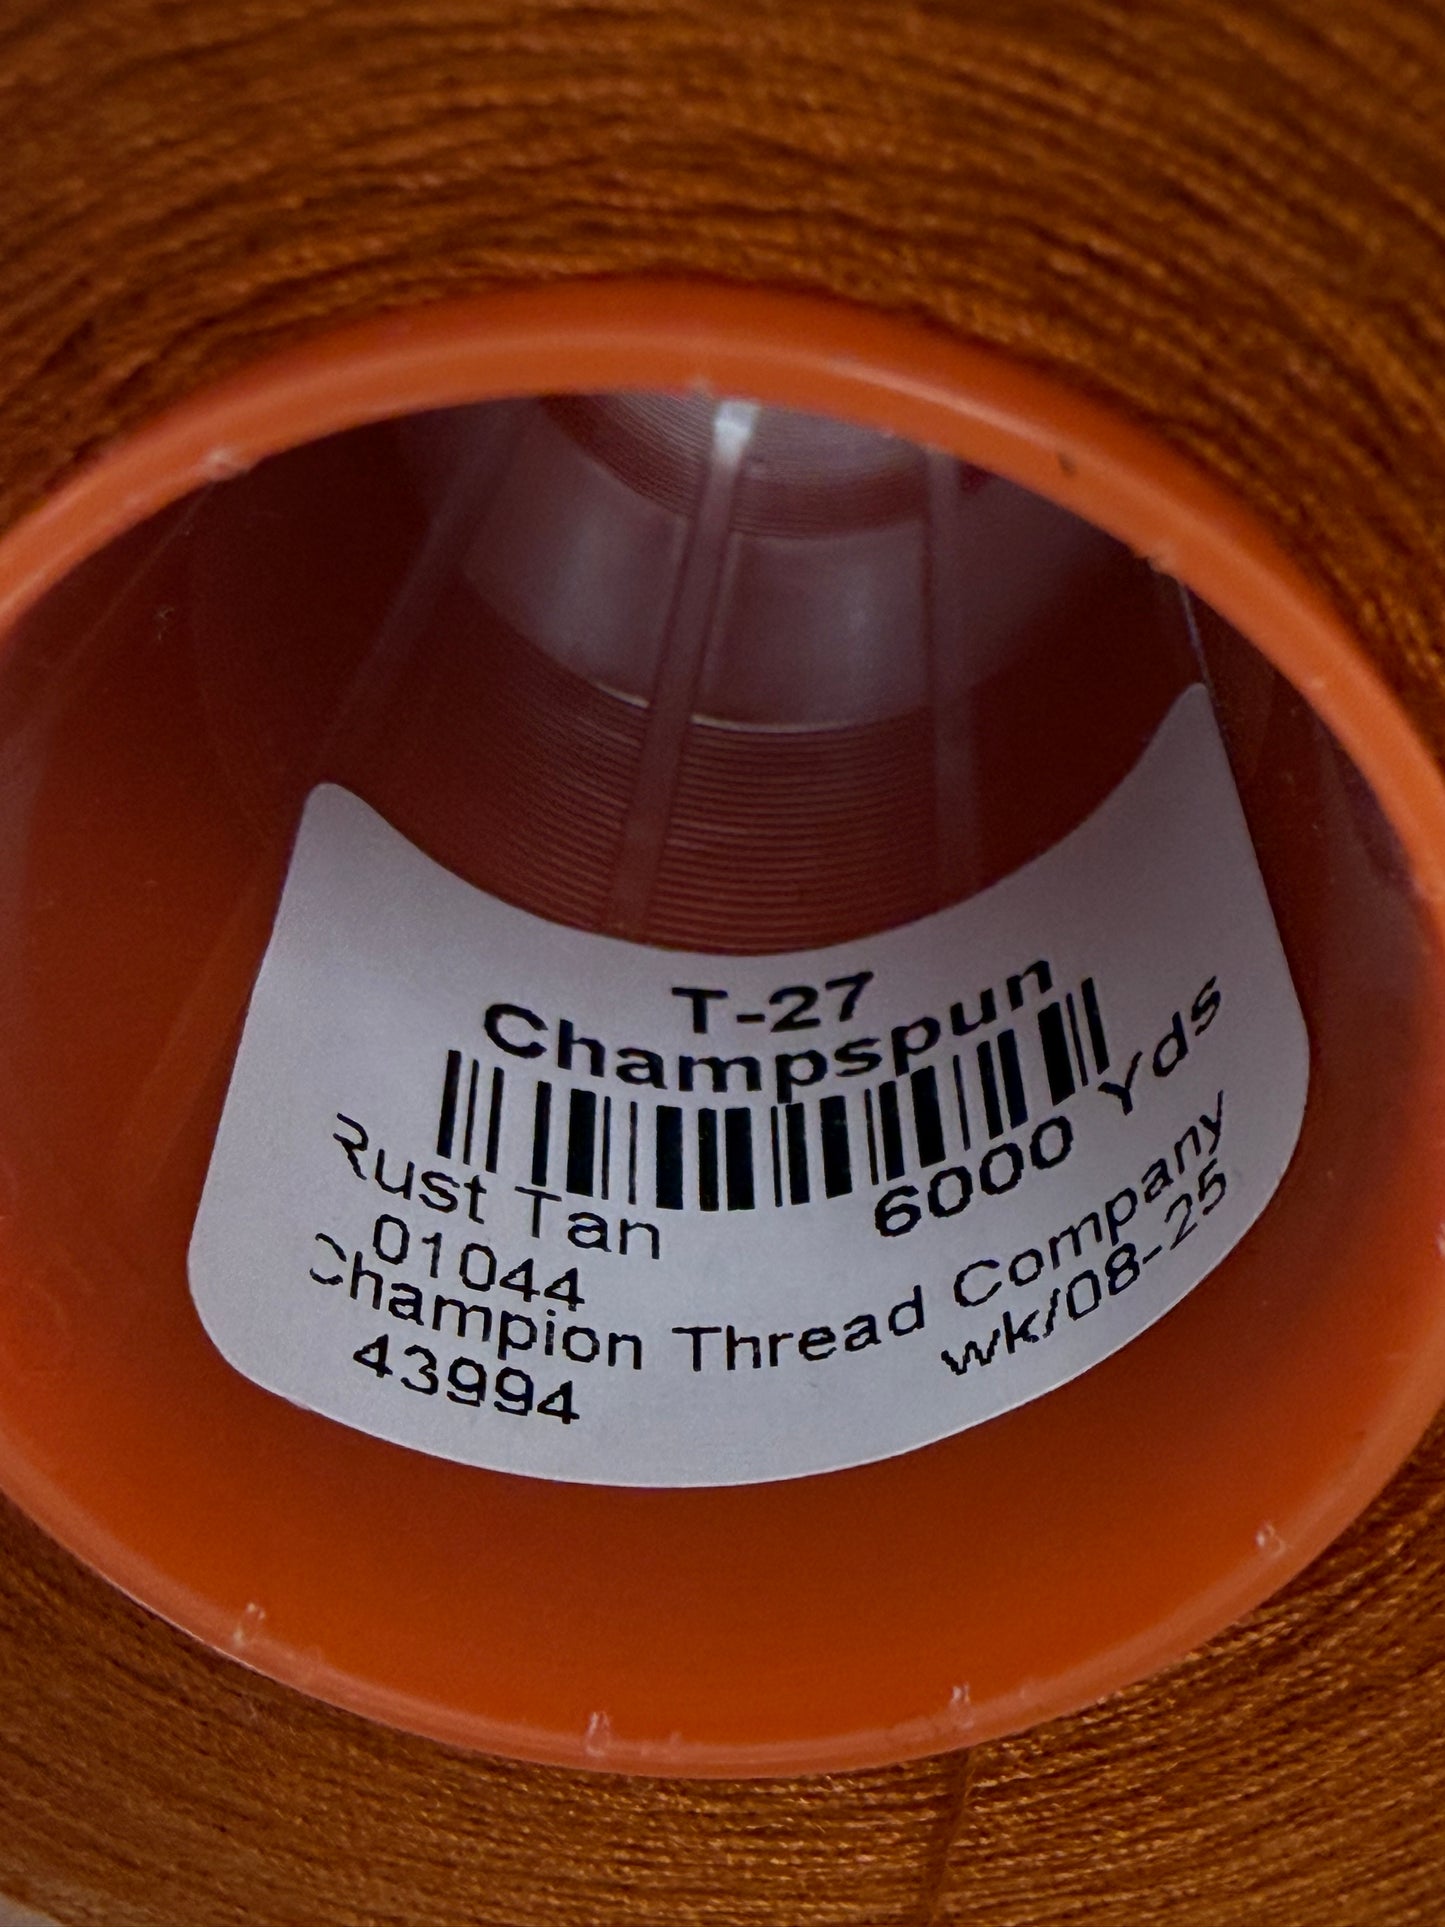 T-27
Champspun
Rust Tan 6000 Yds
01044
Champion Thread Company
43994 wk/08-25